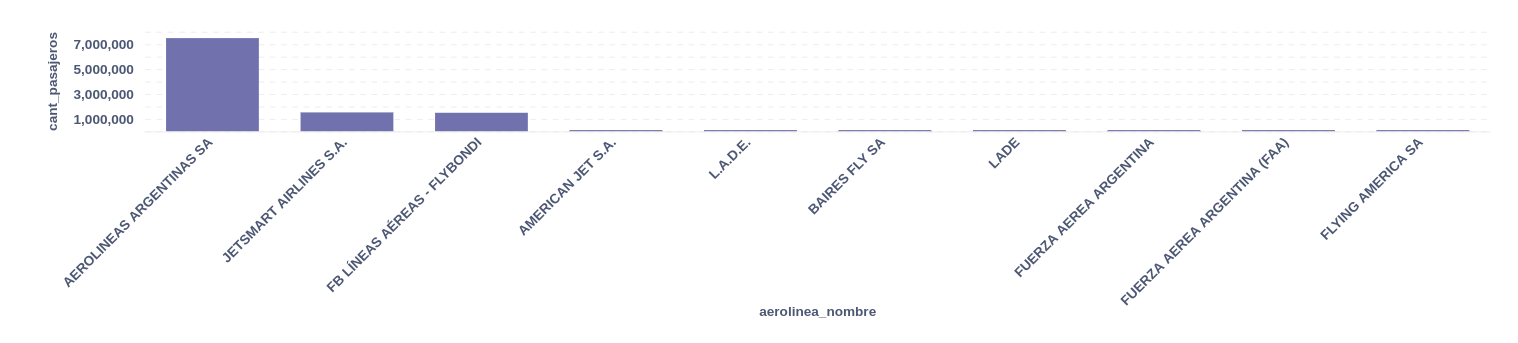 cant_pasajeros
7,000,000
5,000,000
3,000,000
1,000,000
AEROLINEAS ARGENTINAS SA
JETSMART AIRLINES S.A.
FB LÍNEAS AÉREAS - FLYBONDI
AMERICAN JET S.A.
L.A.D.E.
BAIRES FLY SA
LADE
FUERZA AEREA ARGENTINA
FUERZA AEREA ARGENTINA (FAA)
FLYING AMERICA SA
aerolinea_nombre